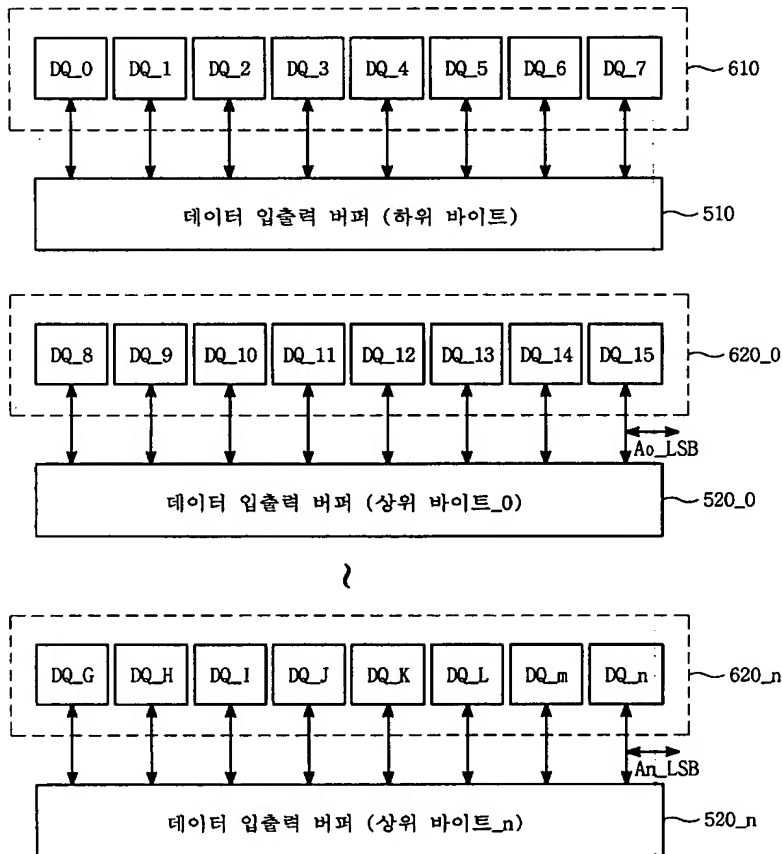 DQ_0 DQ_1 DQ_2 DQ_3 DQ_4 DQ_5 DQ_6 DQ_7 610
데이터 입출력 버퍼 (하위 바이트) 510
DQ_8 DQ_9 DQ_10 DQ_11 DQ_12 DQ_13 DQ_14 DQ_15 620_0
Ao_LSB
데이터 입출력 버퍼 (상위 바이트_0) 520_0
~
DQ_G DQ_H DQ_I DQ_J DQ_K DQ_L DQ_m DQ_n 620_n
An_LSB
데이터 입출력 버퍼 (상위 바이트_n) 520_n